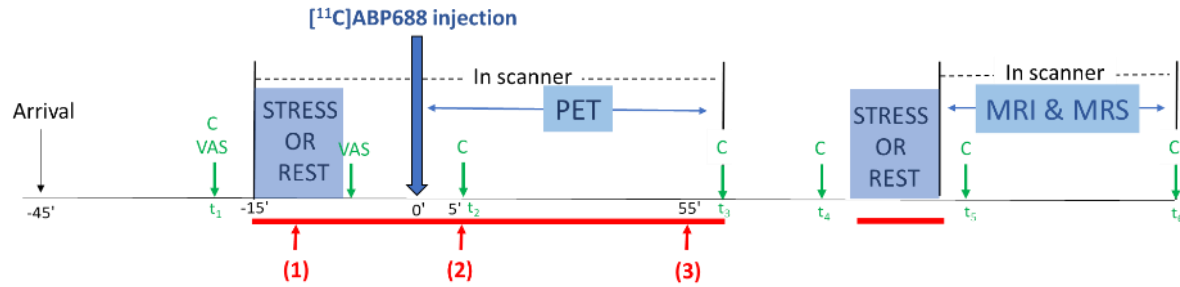 [¹¹C]ABP688 injection
In scanner
In scanner
Arrival
STRESS
OR
REST
PET
STRESS
OR
REST
MRI & MRS
C
VAS
VAS
C
C
C
C
C
-45'
t₁
-15'
0'
5'
t₂
55'
t₃
t₄
t₅
t₆
(1)
(2)
(3)